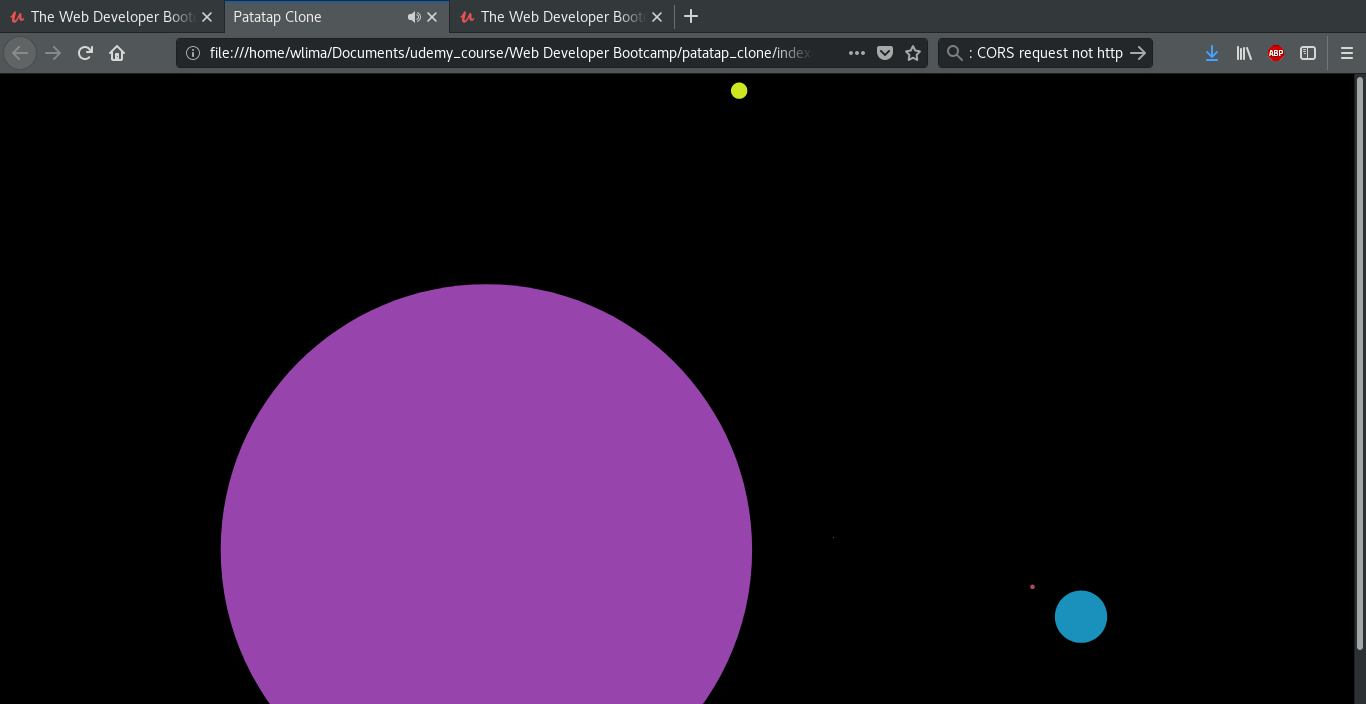 The Web Developer Boot
Patatap Clone
The Web Developer Boot
file:///home/wlima/Documents/udemy_course/Web Developer Bootcamp/patatap_clone/index
: CORS request not http
ABP